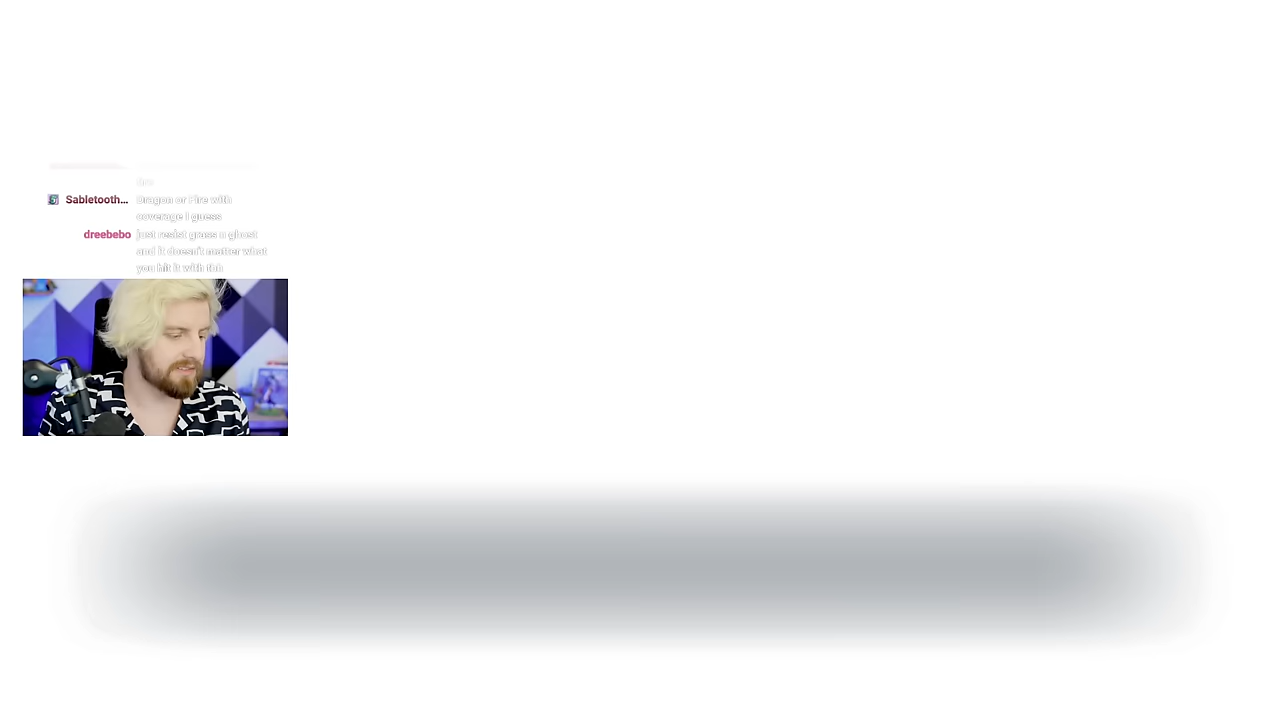 Sabletooth...
Dragon or Fire with
coverage I guess
dreebebo
just resist grass n ghost
and it doesn't matter what
you hit it with tbh